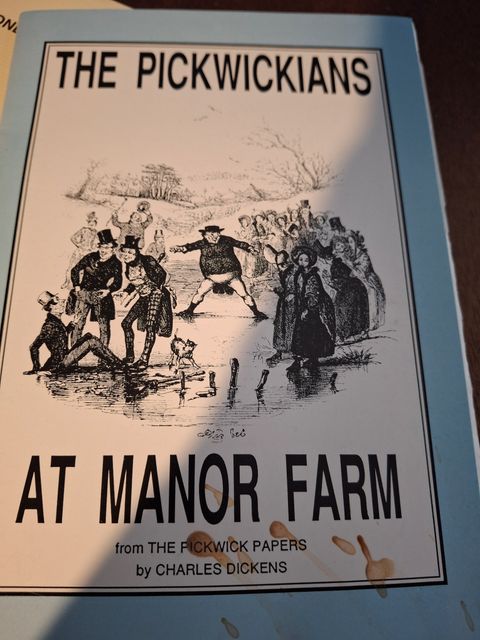 THE PICKWICKIANS
AT MANOR FARM
from THE PICKWICK PAPERS
by CHARLES DICKENS